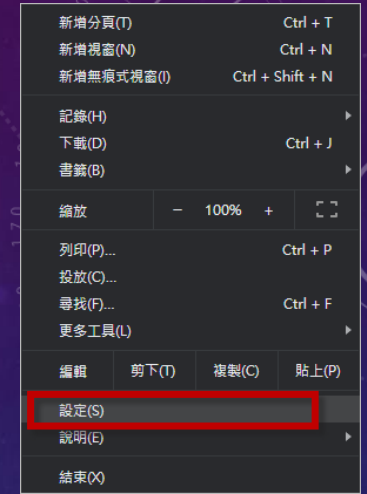 新增分頁(T) Ctrl + T
新增視窗(N) Ctrl + N
新增無痕式視窗(I) Ctrl + Shift + N
記錄(H)
下載(D) Ctrl + J
書籤(B)
縮放 － 100% +
列印(P)... Ctrl + P
投放(C)...
尋找(F)... Ctrl + F
更多工具(L)
編輯 剪下(T) 複製(C) 貼上(P)
設定(S)
說明(E)
結束(X)